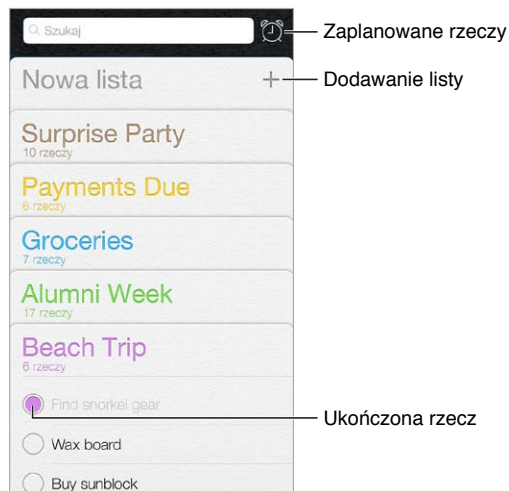 Szukaj
Zaplanowane rzeczy
Nowa lista
Dodawanie listy
Surprise Party
10 rzeczy
Payments Due
6 rzeczy
Groceries
7 rzeczy
Alumni Week
17 rzeczy
Beach Trip
6 rzeczy
Find snorkel gear
Ukończona rzecz
Wax board
Buy sunblock